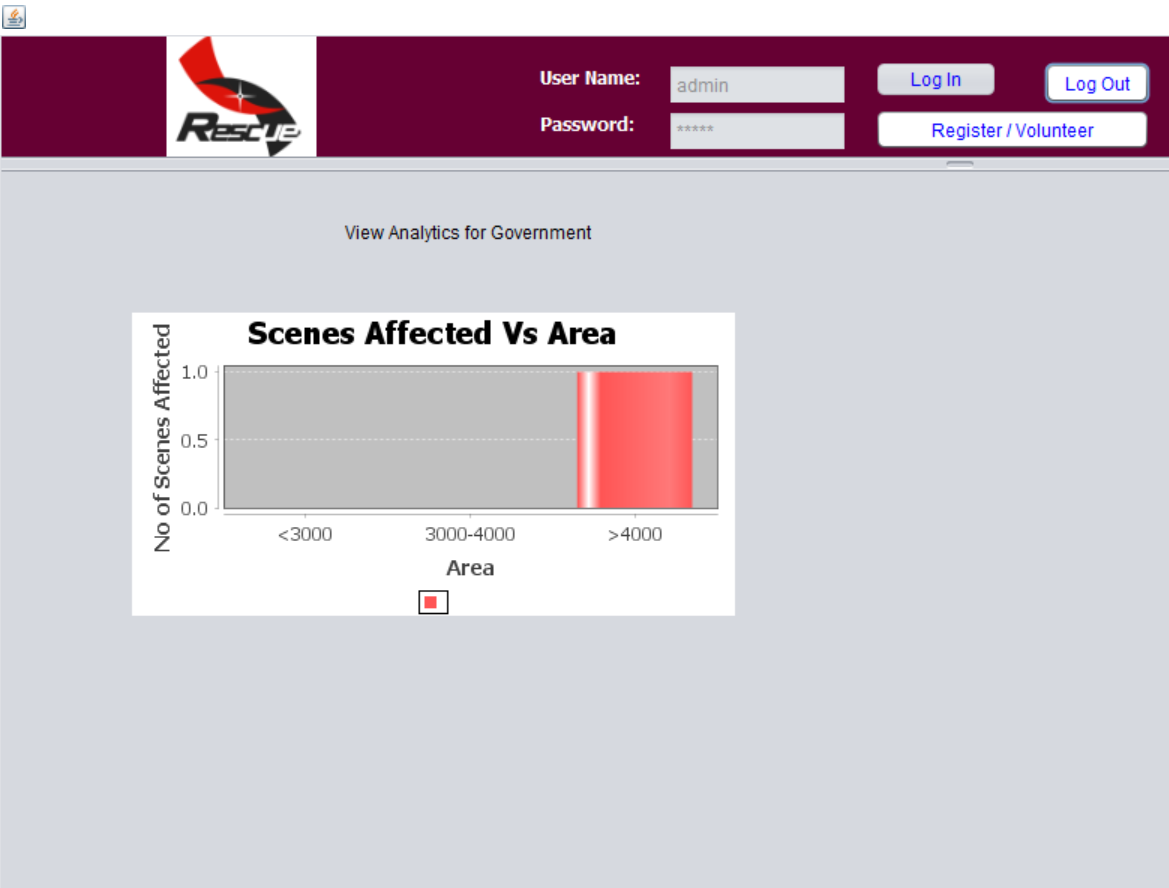 Rescue
User Name: admin Log In Log Out
Password: ***** Register / Volunteer
View Analytics for Government
Scenes Affected Vs Area
No of Scenes Affected
1.0
0.5
0.0
<3000 3000-4000 >4000
Area